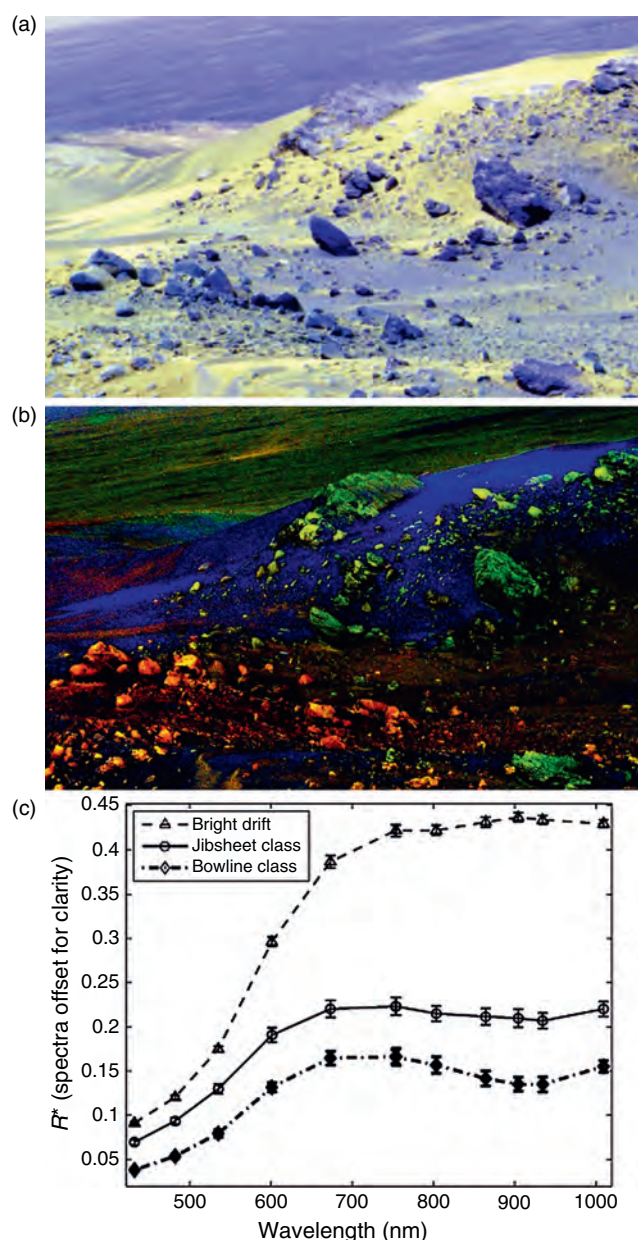 (a)
(b)
(c)
0.45
0.4
0.35
0.3
0.25
0.2
0.15
0.1
0.05
Bright drift
Jibsheet class
Bowline class
R* (spectra offset for clarity)
500 600 700 800 900 1000
Wavelength (nm)